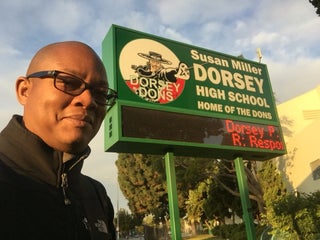 Susan Miller
DORSEY
HIGH SCHOOL
HOME OF THE DONS
DORSEY
DONS
Dorsey P
R: Respo